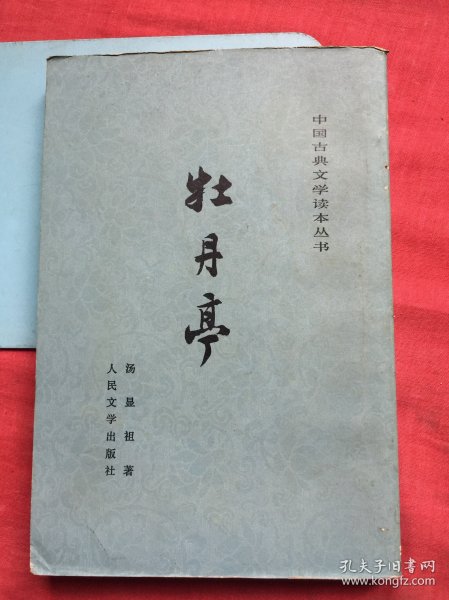 中国古典文学读本丛书
牡丹亭
汤显祖著
人民文学出版社
孔夫子旧书网
www.kongfz.com